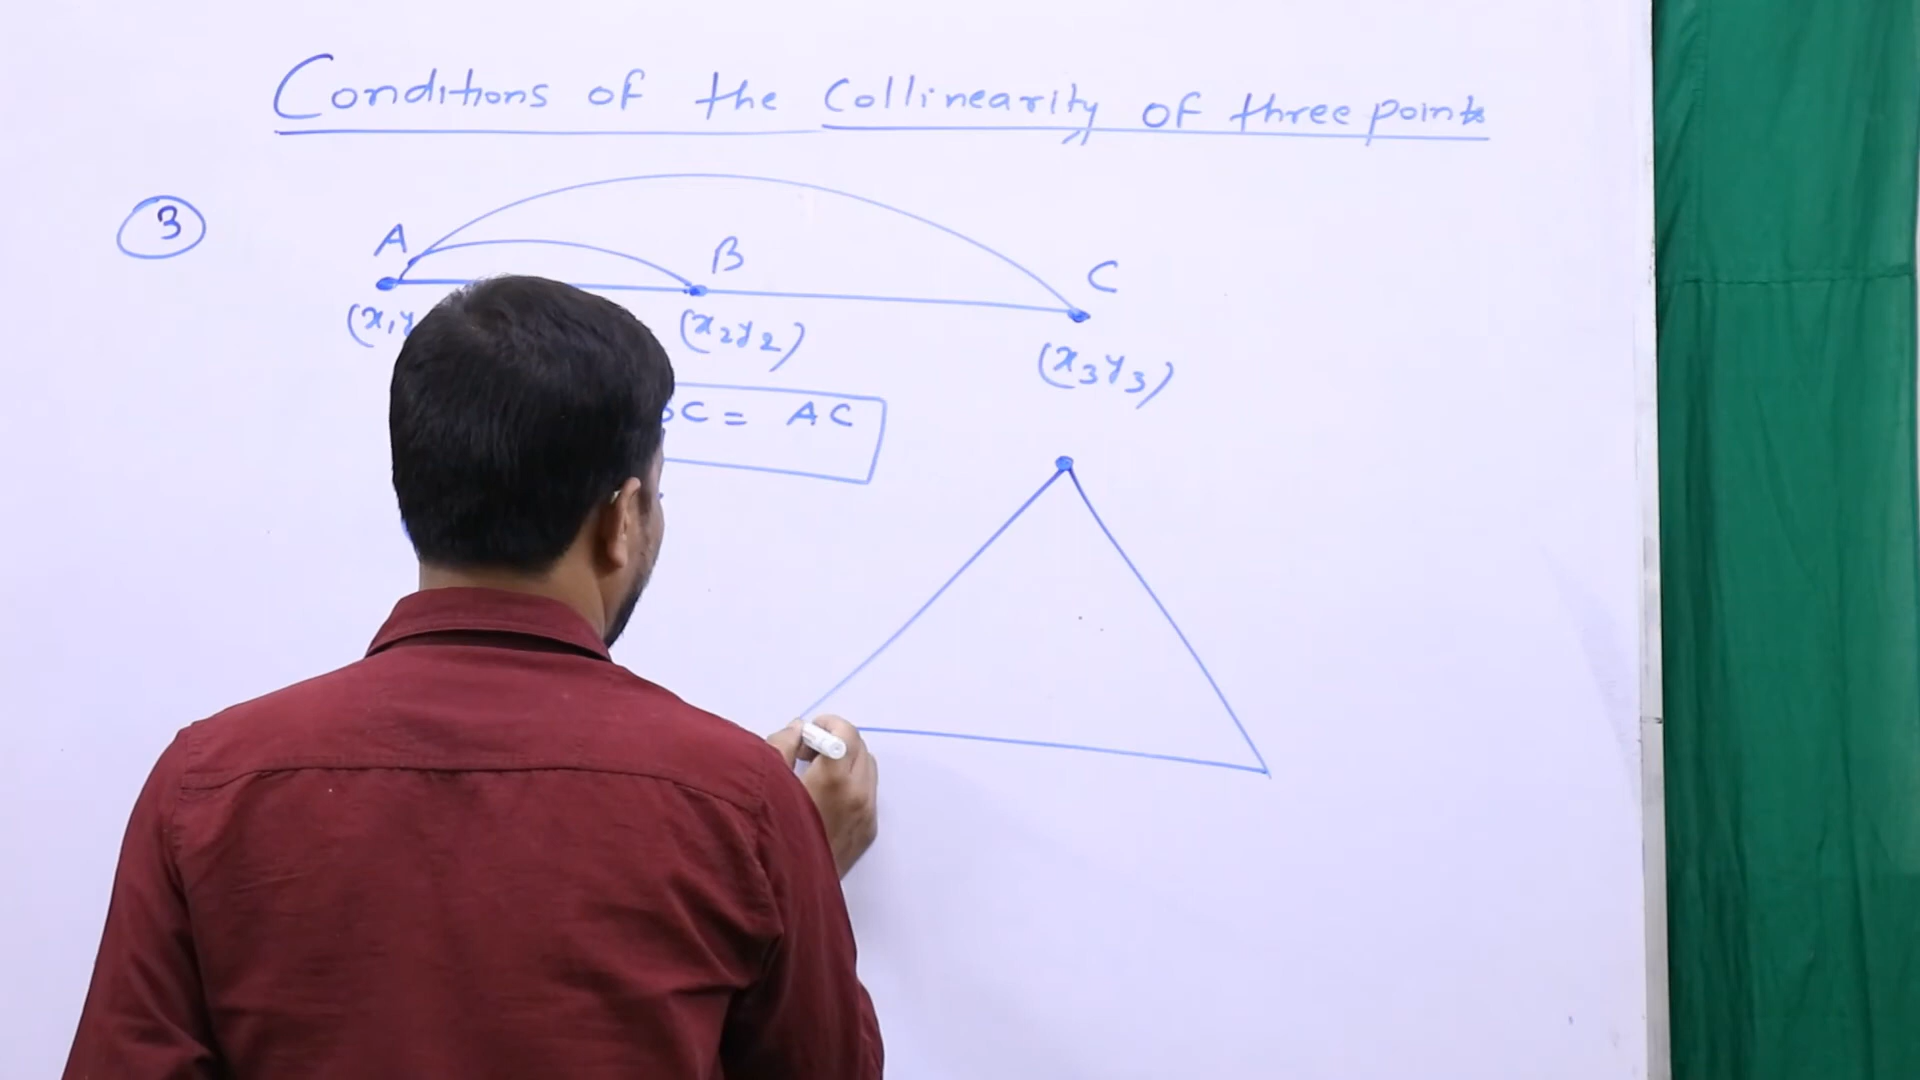 Conditions of the Collinearity of three points
3
A B C
(x₂y₂) (x₃y₃)
= AC